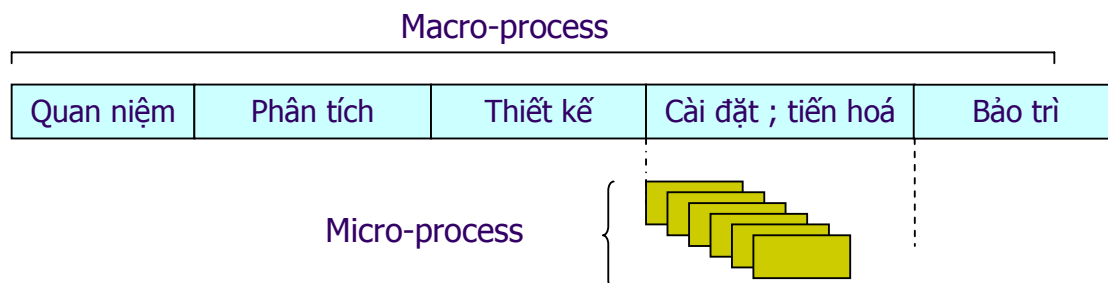 Macro-process
Quan niệm Phân tích Thiết kế Cài đặt ; tiến hoá Bảo trì
Micro-process